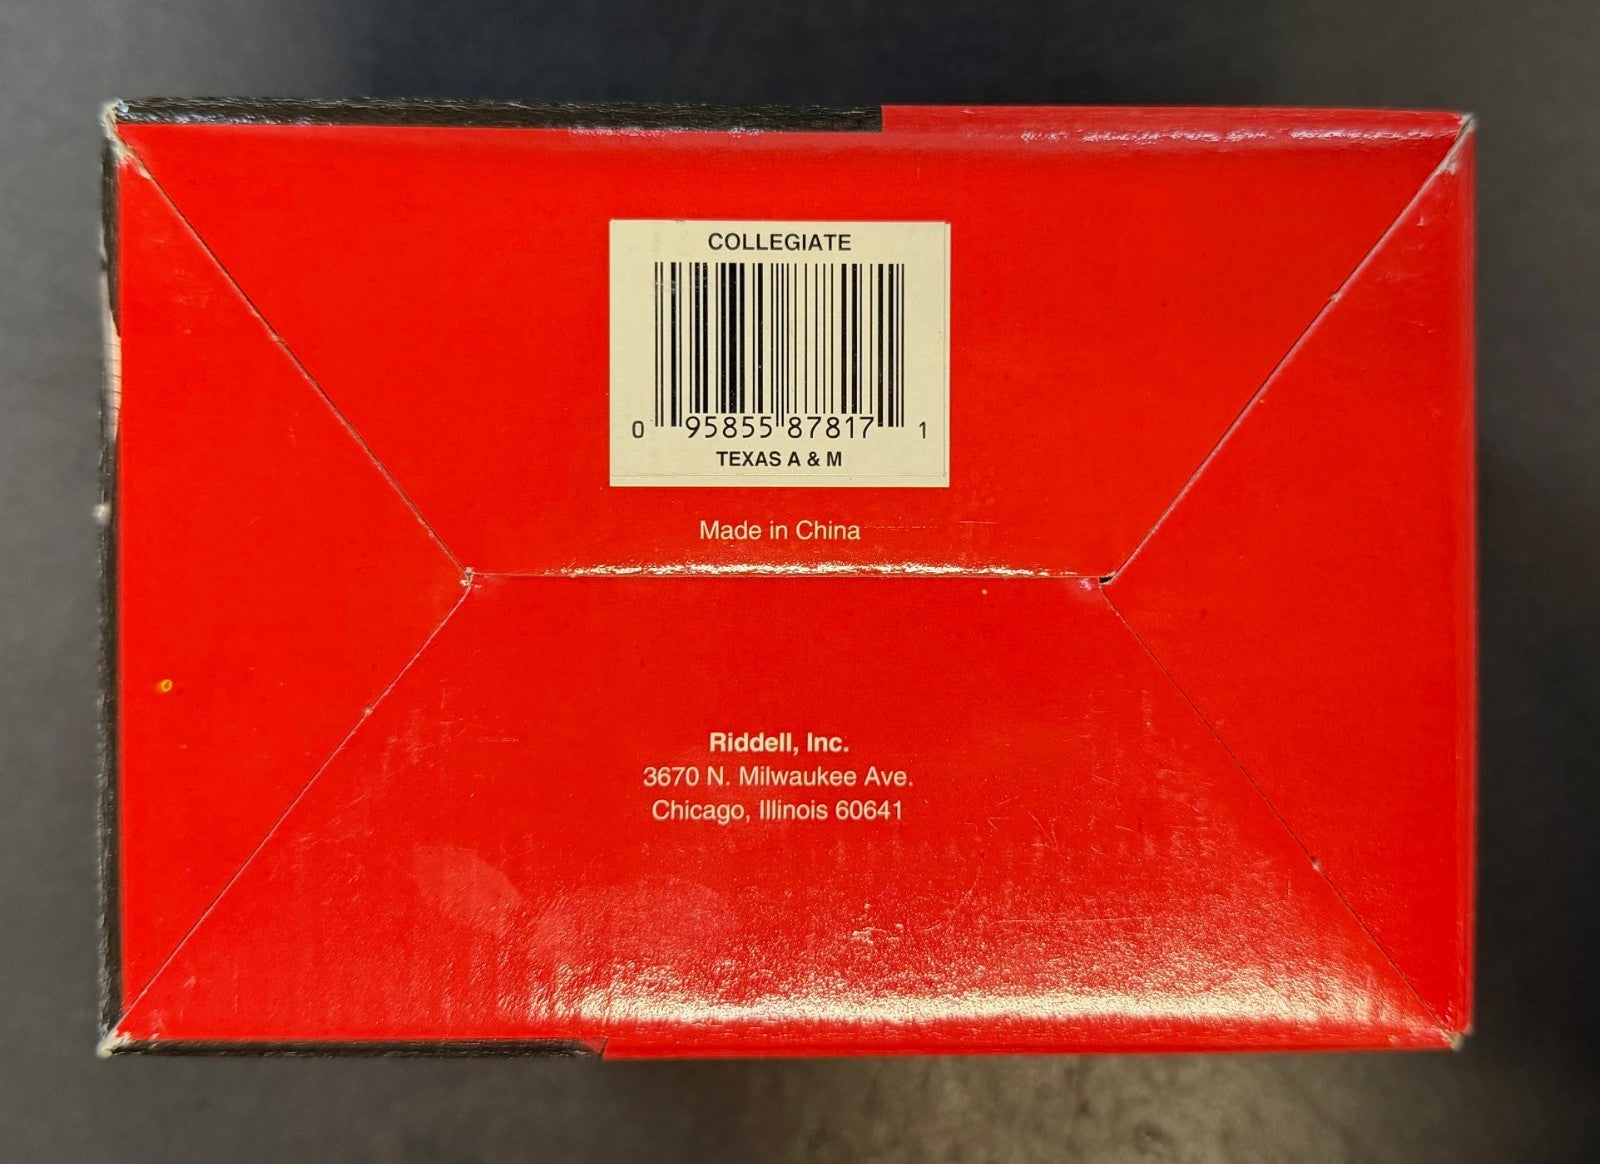 COLLEGIATE
0 95855 87817 1
TEXAS A & M
Made in China
Riddell, Inc.
3670 N. Milwaukee Ave.
Chicago, Illinois 60641